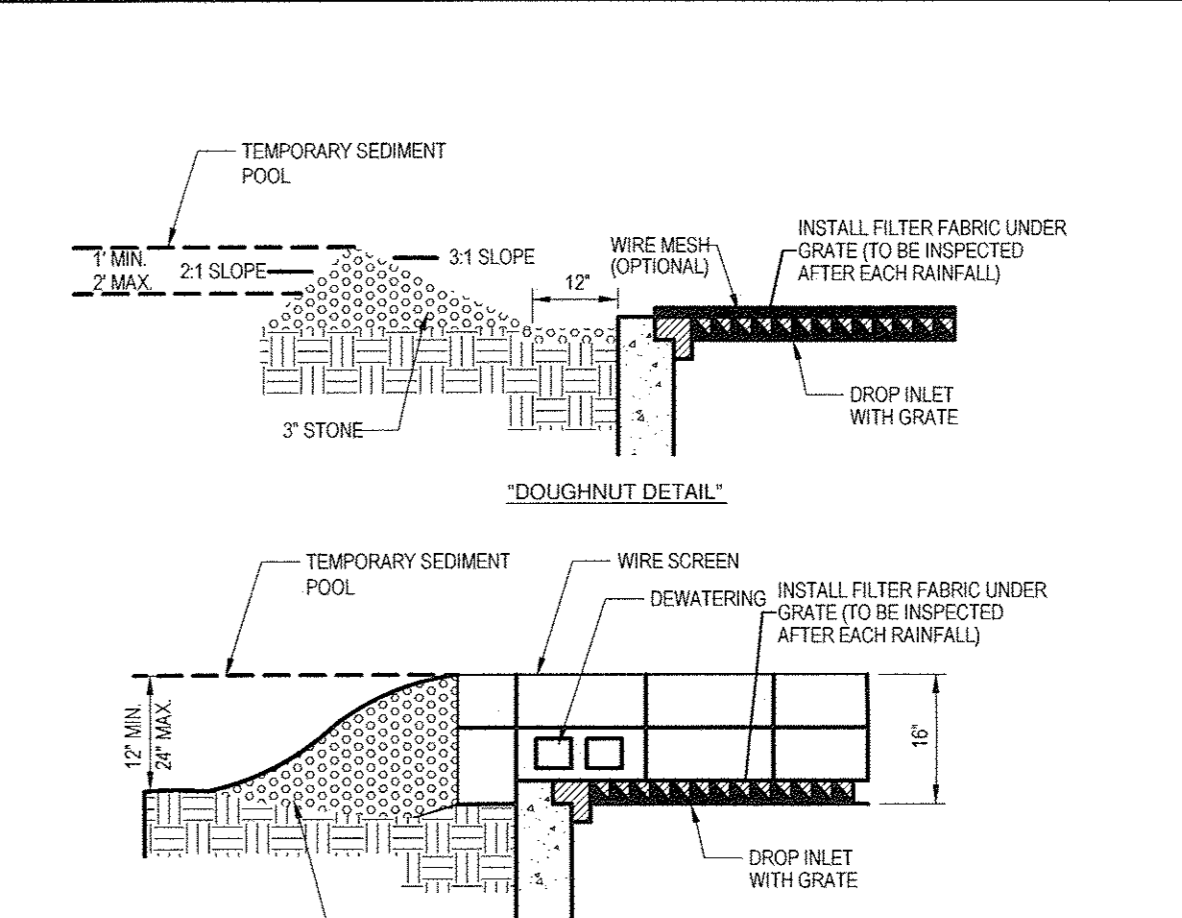 TEMPORARY SEDIMENT
POOL
1' MIN.
2' MAX.
2:1 SLOPE
3:1 SLOPE
12"
WIRE MESH
(OPTIONAL)
INSTALL FILTER FABRIC UNDER
GRATE (TO BE INSPECTED
AFTER EACH RAINFALL)
3" STONE
DROP INLET
WITH GRATE
"DOUGHNUT DETAIL"
TEMPORARY SEDIMENT
POOL
WIRE SCREEN
DEWATERING
INSTALL FILTER FABRIC UNDER
GRATE (TO BE INSPECTED
AFTER EACH RAINFALL)
12" MIN.
24" MAX.
16"
DROP INLET
WITH GRATE